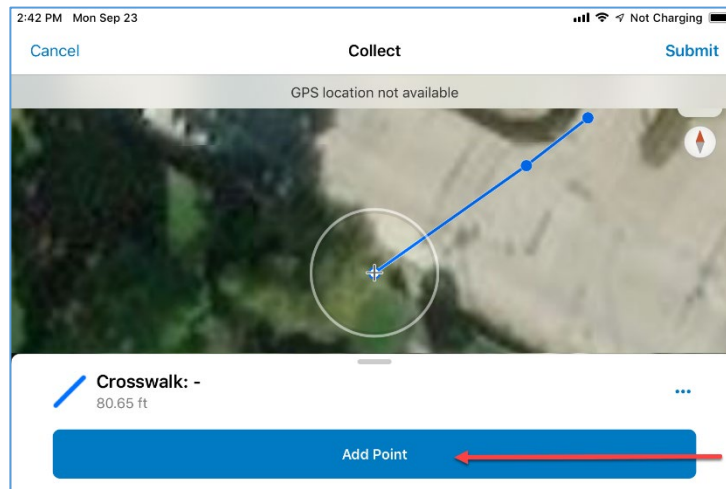 2:42 PM Mon Sep 23 Not Charging
Cancel Collect Submit
GPS location not available
Crosswalk: -
80.65 ft
Add Point